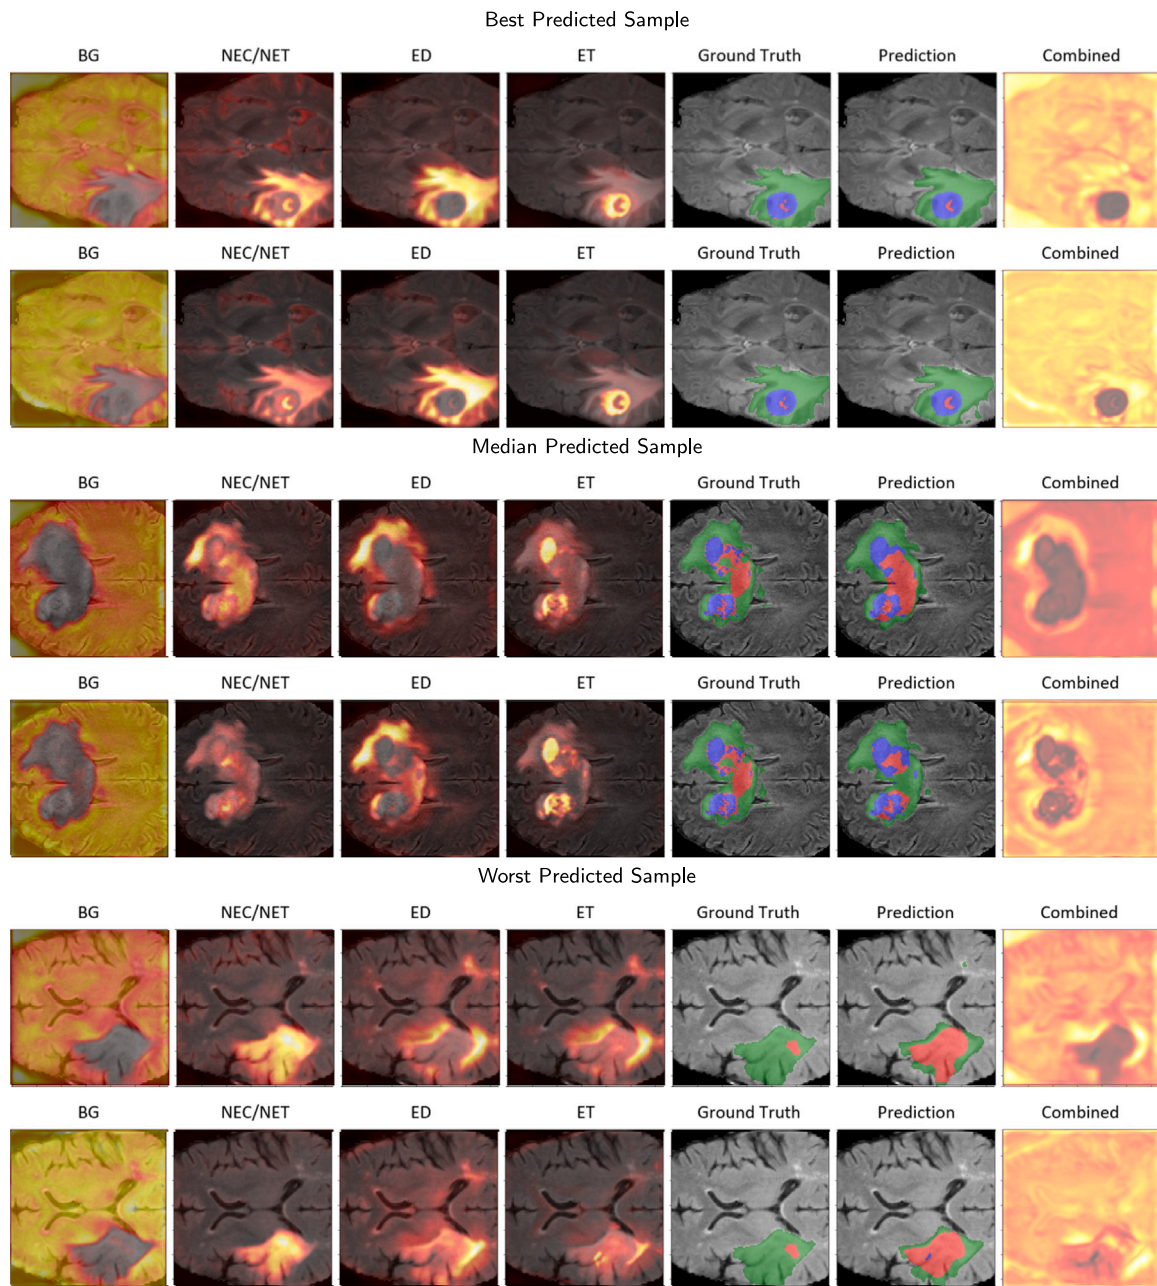 Best Predicted Sample
BG NEC/NET ED ET Ground Truth Prediction Combined
BG NEC/NET ED ET Ground Truth Prediction Combined
Median Predicted Sample
BG NEC/NET ED ET Ground Truth Prediction Combined
BG NEC/NET ED ET Ground Truth Prediction Combined
Worst Predicted Sample
BG NEC/NET ED ET Ground Truth Prediction Combined
BG NEC/NET ED ET Ground Truth Prediction Combined